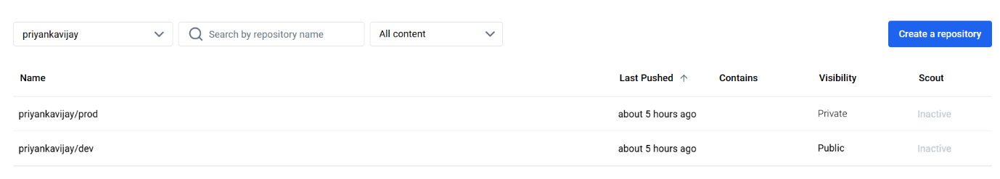 priyankavijay Search by repository name All content Create a repository
Name Last Pushed Contains Visibility Scout
priyankavijay/prod about 5 hours ago Private Inactive
priyankavijay/dev about 5 hours ago Public Inactive